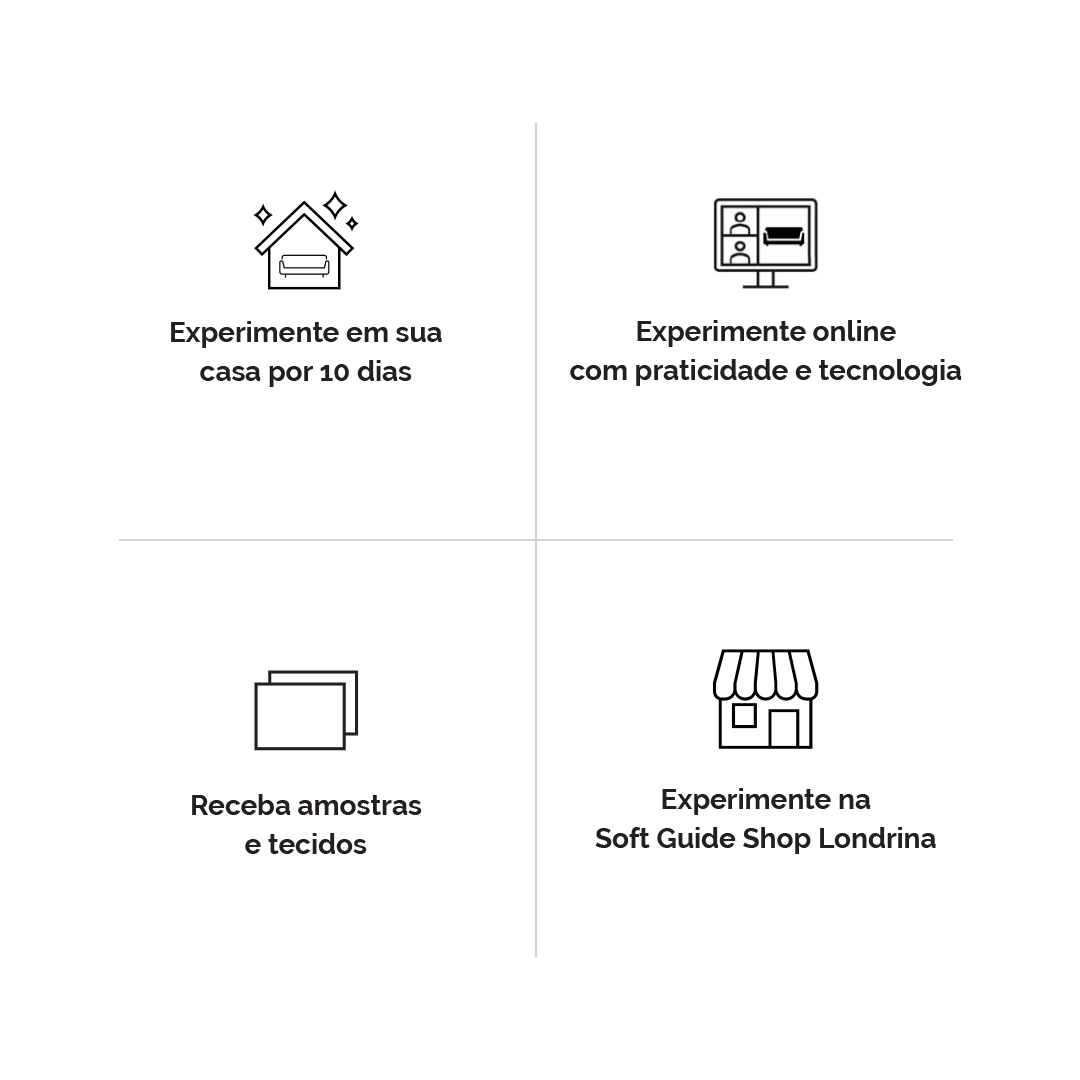 Experimente em sua
casa por 10 dias
Experimente online
com praticidade e tecnologia
Receba amostras
e tecidos
Experimente na
Soft Guide Shop Londrina